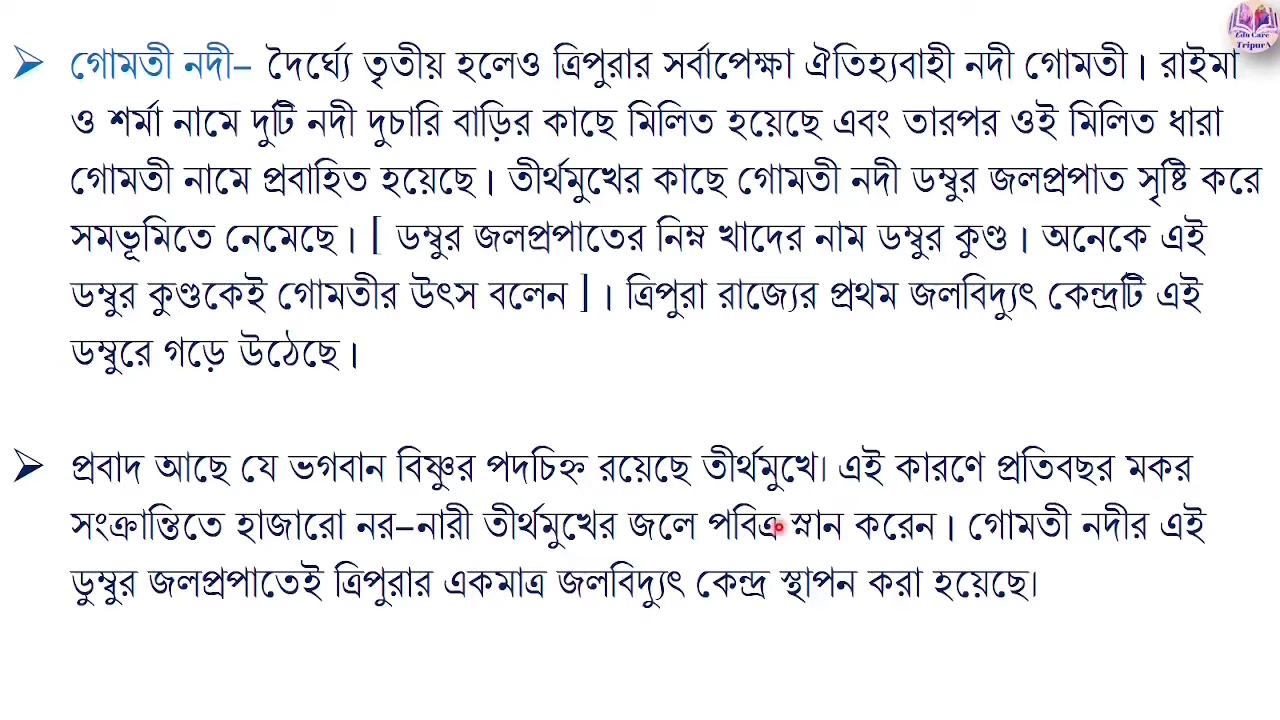 Edu Care
TripurA
➢ গোমতী নদী– দৈর্ঘ্যে তৃতীয় হলেও ত্রিপুরার সর্বাপেক্ষা ঐতিহ্যবাহী নদী গোমতী। রাইমা
ও শর্মা নামে দুটি নদী দুচারি বাড়ির কাছে মিলিত হয়েছে এবং তারপর ওই মিলিত ধারা
গোমতী নামে প্রবাহিত হয়েছে। তীর্থমুখের কাছে গোমতী নদী ডম্বুর জলপ্রপাত সৃষ্টি করে
সমভূমিতে নেমেছে। [ ডম্বুর জলপ্রপাতের নিম্ন খাদের নাম ডম্বুর কুণ্ড। অনেকে এই
ডম্বুর কুণ্ডকেই গোমতীর উৎস বলেন ]। ত্রিপুরা রাজ্যের প্রথম জলবিদ্যুৎ কেন্দ্রটি এই
ডম্বুরে গড়ে উঠেছে।
➢ প্রবাদ আছে যে ভগবান বিষ্ণুর পদচিহ্ন রয়েছে তীর্থমুখে। এই কারণে প্রতিবছর মকর
সংক্রান্তিতে হাজারো নর–নারী তীর্থমুখের জলে পবিত্র স্নান করেন। গোমতী নদীর এই
ডুম্বুর জলপ্রপাতেই ত্রিপুরার একমাত্র জলবিদ্যুৎ কেন্দ্র স্থাপন করা হয়েছে।